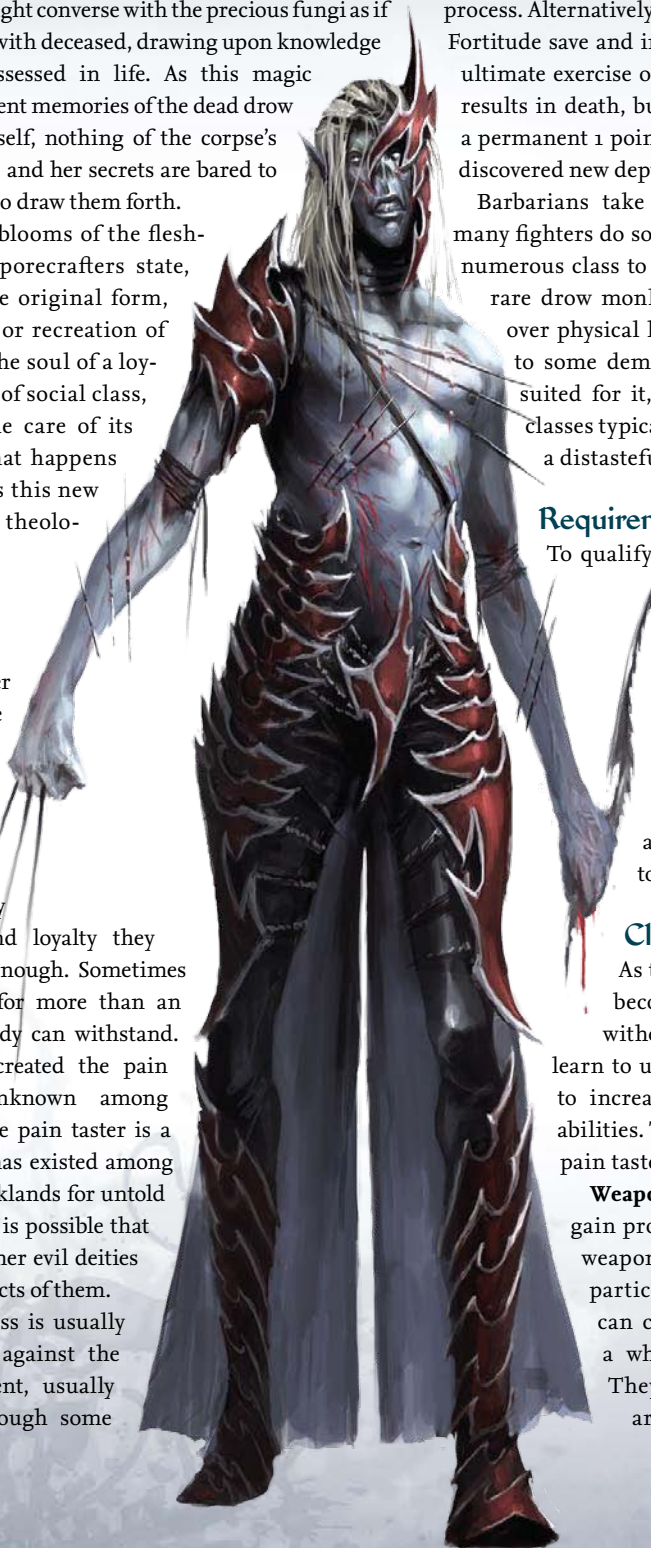 ght converse with the precious fungi as if
with deceased, drawing upon knowledge
ssessed in life. As this magic
ent memories of the dead drow
self, nothing of the corpse's
and her secrets are bared to
o draw them forth.
blooms of the flesh-
porecrafters state,
e original form,
or recreation of
he soul of a loy-
of social class,
e care of its
hat happens
s this new
theolo-
er
e
y
nd loyalty they
nough. Sometimes
for more than an
dy can withstand.
created the pain
nknown among
e pain taster is a
has existed among
klands for untold
is possible that
her evil deities
cts of them.
ss is usually
against the
ent, usually
ough some
process. Alternatively
Fortitude save and in
ultimate exercise o
results in death, bu
a permanent 1 poin
discovered new dep
Barbarians take
many fighters do so
numerous class to
rare drow monk
over physical l
to some dem
suited for it,
classes typica
a distastefu
Requiren
To qualify
a
to
Cl
As t
beco
witho
learn to u
to increa
abilities. T
pain taste
Weapo
gain pro
weapon
partic
can c
a wh
They
ar